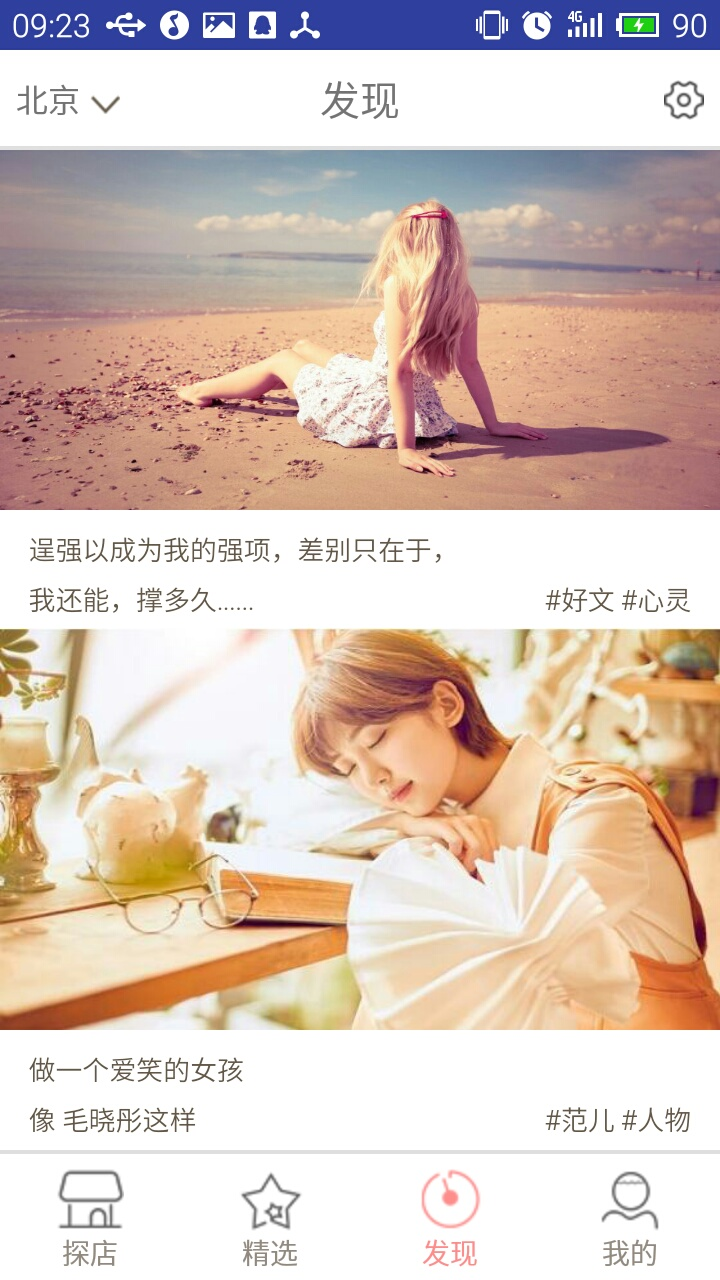 09:23
4G
90
北京
发现
逞强以成为我的强项，差别只在于，
我还能，撑多久......
#好文 #心灵
做一个爱笑的女孩
像 毛晓彤这样
#范儿 #人物
探店
精选
发现
我的